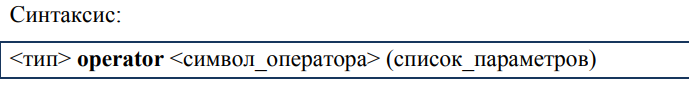 Синтаксис:
<тип> operator <символ_оператора> (список_параметров)